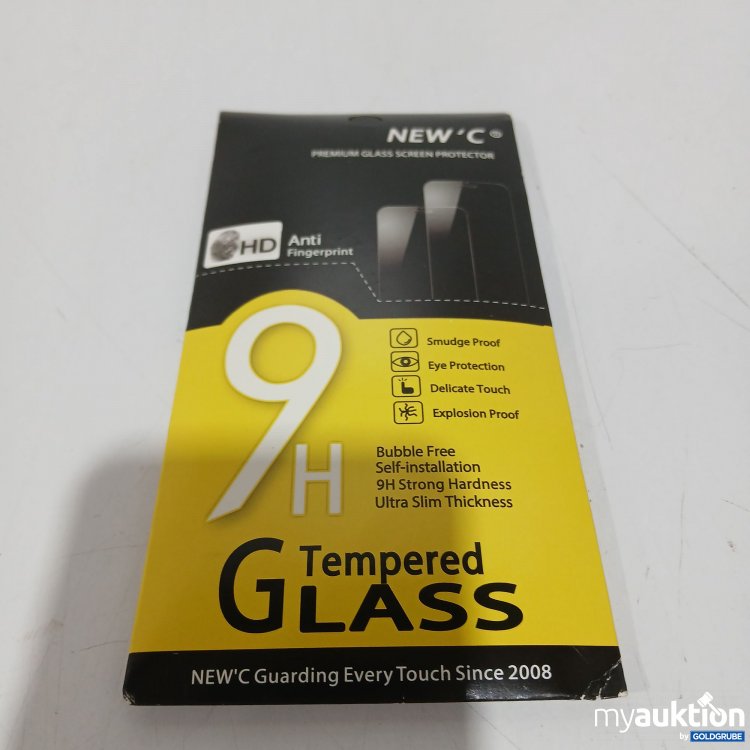 NEW 'C ®
PREMIUM GLASS SCREEN PROTECTOR
HD Anti
Fingerprint
9H
Smudge Proof
Eye Protection
Delicate Touch
Explosion Proof
Bubble Free
Self-installation
9H Strong Hardness
Ultra Slim Thickness
Tempered
GLASS
NEW'C Guarding Every Touch Since 2008
myauktion
by GOLDGRUBE